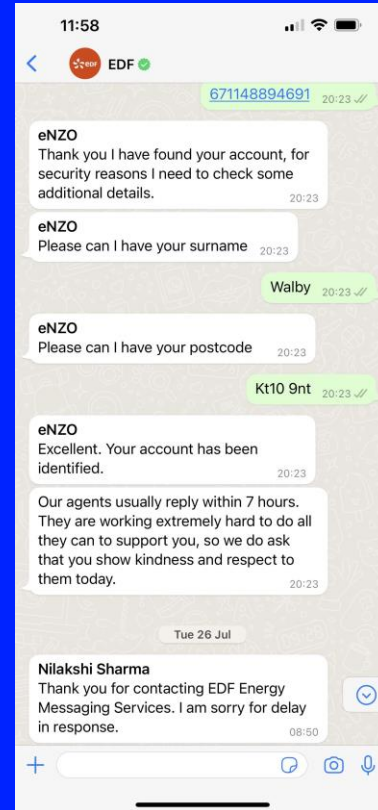 11:58
EDF
671148894691 20:23
eNZO
Thank you I have found your account, for
security reasons I need to check some
additional details. 20:23
eNZO
Please can I have your surname 20:23
Walby 20:23
eNZO
Please can I have your postcode 20:23
Kt10 9nt 20:23
eNZO
Excellent. Your account has been
identified. 20:23
Our agents usually reply within 7 hours.
They are working extremely hard to do all
they can to support you, so we do ask
that you show kindness and respect to
them today. 20:23
Tue 26 Jul
Nilakshi Sharma
Thank you for contacting EDF Energy
Messaging Services. I am sorry for delay
in response. 08:50